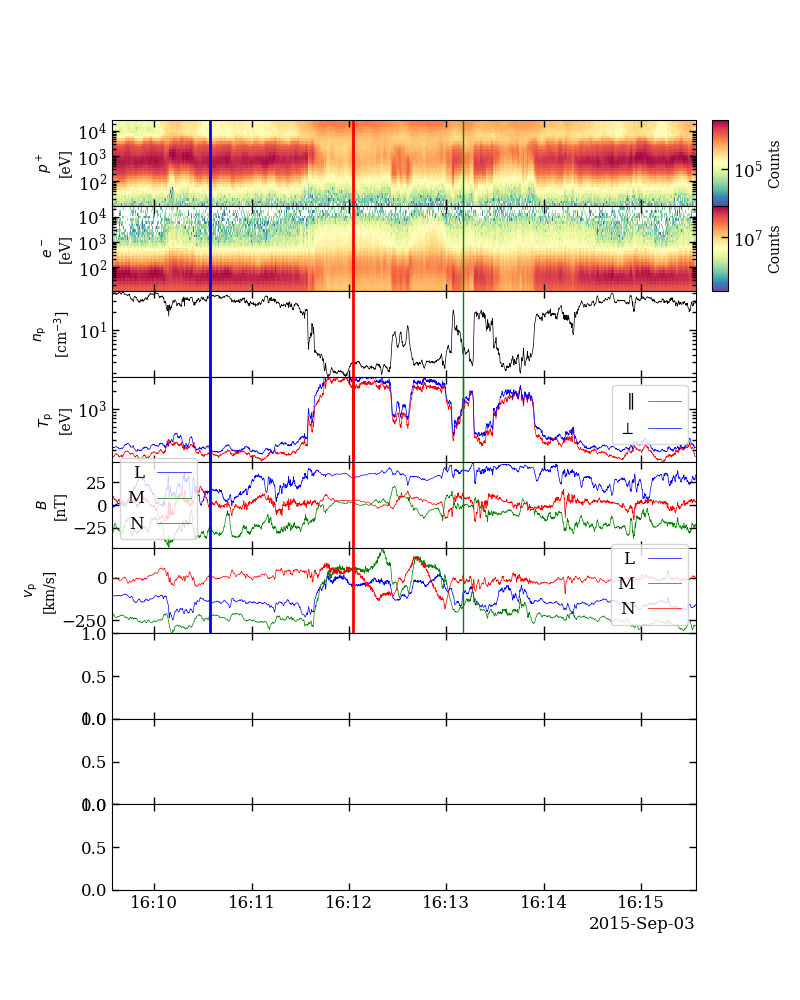 10⁴
10³
10²
p⁺
[eV]
10⁵
Counts
10⁴
10³
10²
e⁻
[eV]
10⁷
Counts
10¹
nₚ
[cm⁻³]
10³
Tₚ
[eV]
∥
⊥
25
0
−25
B
[nT]
L
M
N
0
−250
vₚ
[km/s]
L
M
N
1.0
0.5
0.0
1.0
0.5
0.0
1.0
0.5
0.0
16:10 16:11 16:12 16:13 16:14 16:15
2015-Sep-03